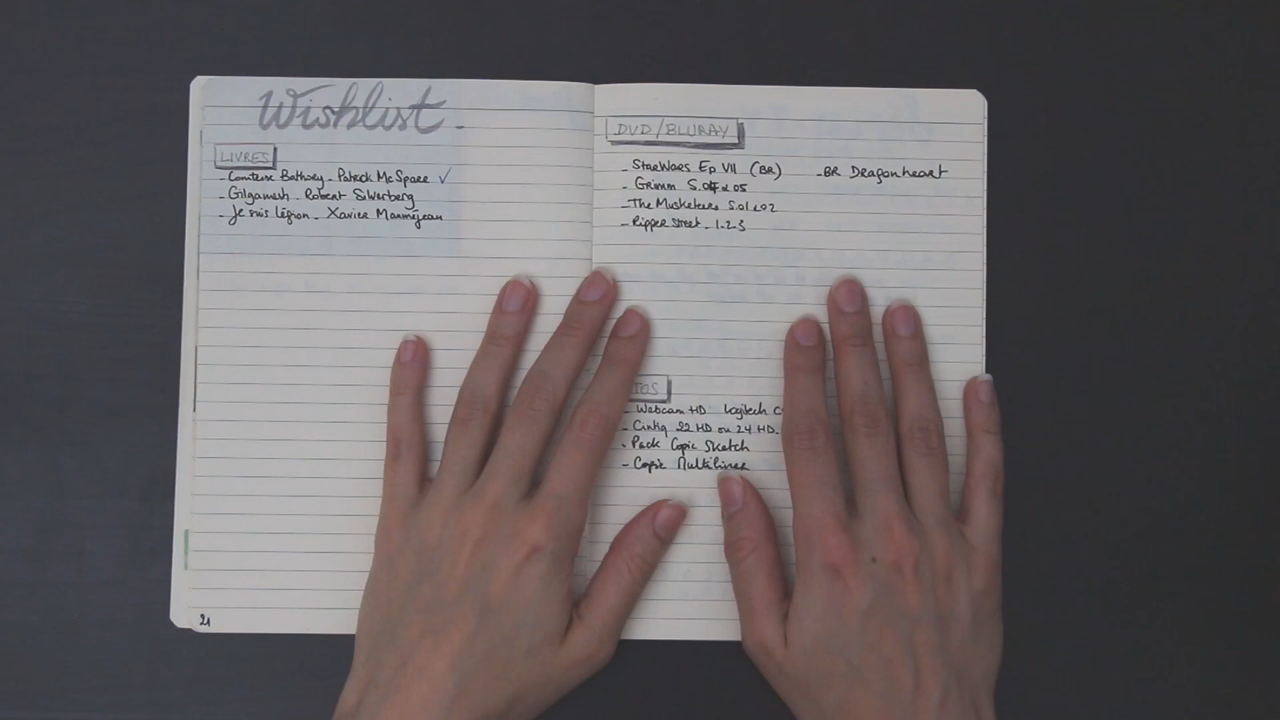 Wishlist.
LIVRES
- Comtesse Bathory - Patrick McSpare ✓
- Gilgamesh - Robert Silverberg
- Je suis légion - Xavier Mauméjean
21
DVD/BLURAY
- StarWars Ep VII (BR)
- Grimm S.04 & 05
- The Musketeers S.01 & 02
- Ripper Street - 1-2-3
- BR Dragonheart
- Webcam HD Logitech C
- Cintiq 22 HD ou 24 HD.
- Pack Copic Sketch
- Copic Multiliner